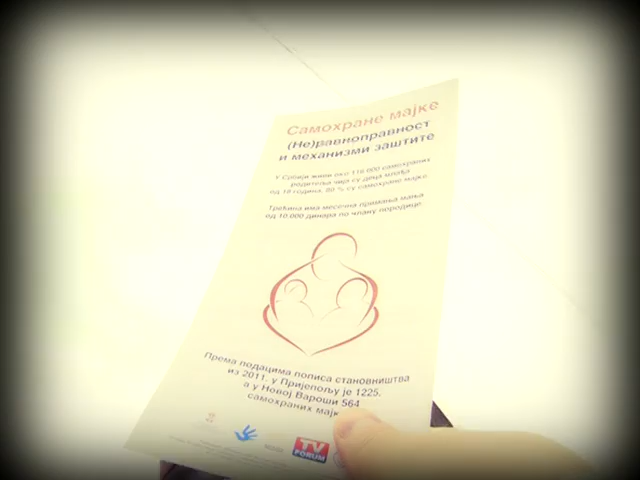 Самохране мајке
(Не)равноправност
и механизми заштите
У Србији живи око 116 000 самохраних
родитеља чија су деца млађа
од 18 година, 80 % су самохране мајке.
Трећина има месечна примања мања
од 10.000 динара по члану породице.
Према подацима пописа становништва
из 2011. у Пријепољу је 1225,
а у Новој Вароши 564
самохраних мајк
TV
FORUM